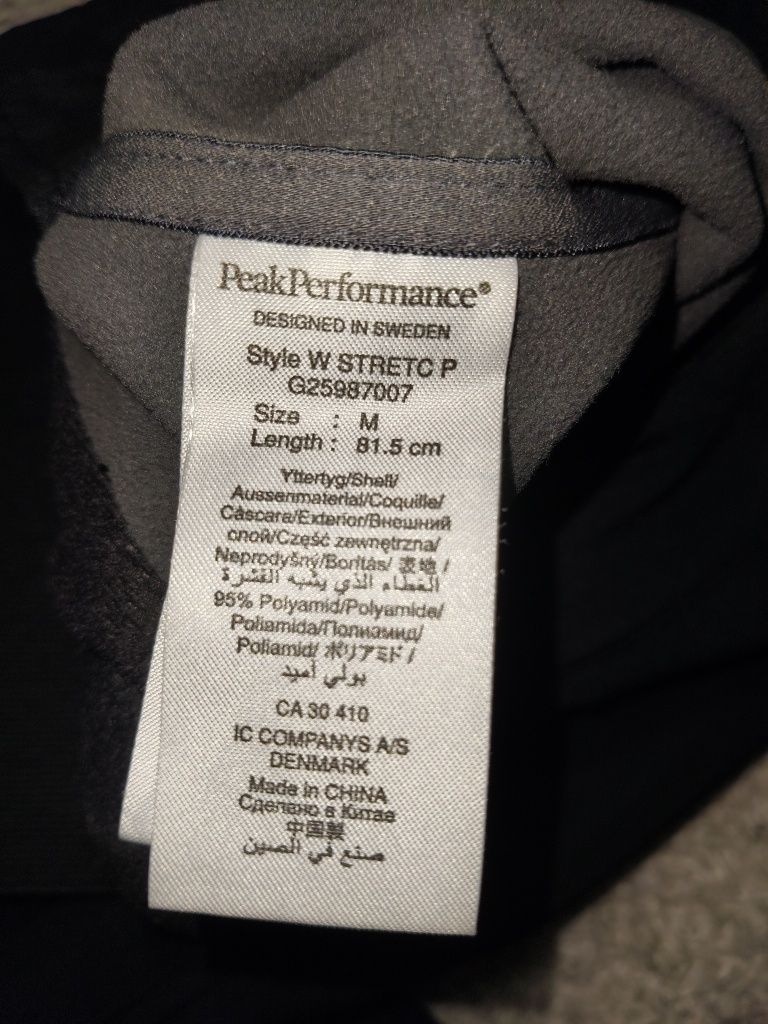 PeakPerformance®
DESIGNED IN SWEDEN
Style W STRETC P
G25987007
Size : M
Length : 81.5 cm
Yttertyg/Shell/
Aussenmaterial/Coquille/
Cáscara/Exterior/Внешний
слой/Część zewnętrzna/
Neprodyšny/Borítás/ 表地 /
الغطاء الذي يشبه القشرة
95% Polyamid/Polyamide/
Poliamida/Полиамид/
Poliamid/ ポリアミド /
بولي أميد
CA 30 410
IC COMPANYS A/S
DENMARK
Made in CHINA
Сделано в Китае
中国製
صنع في الصين